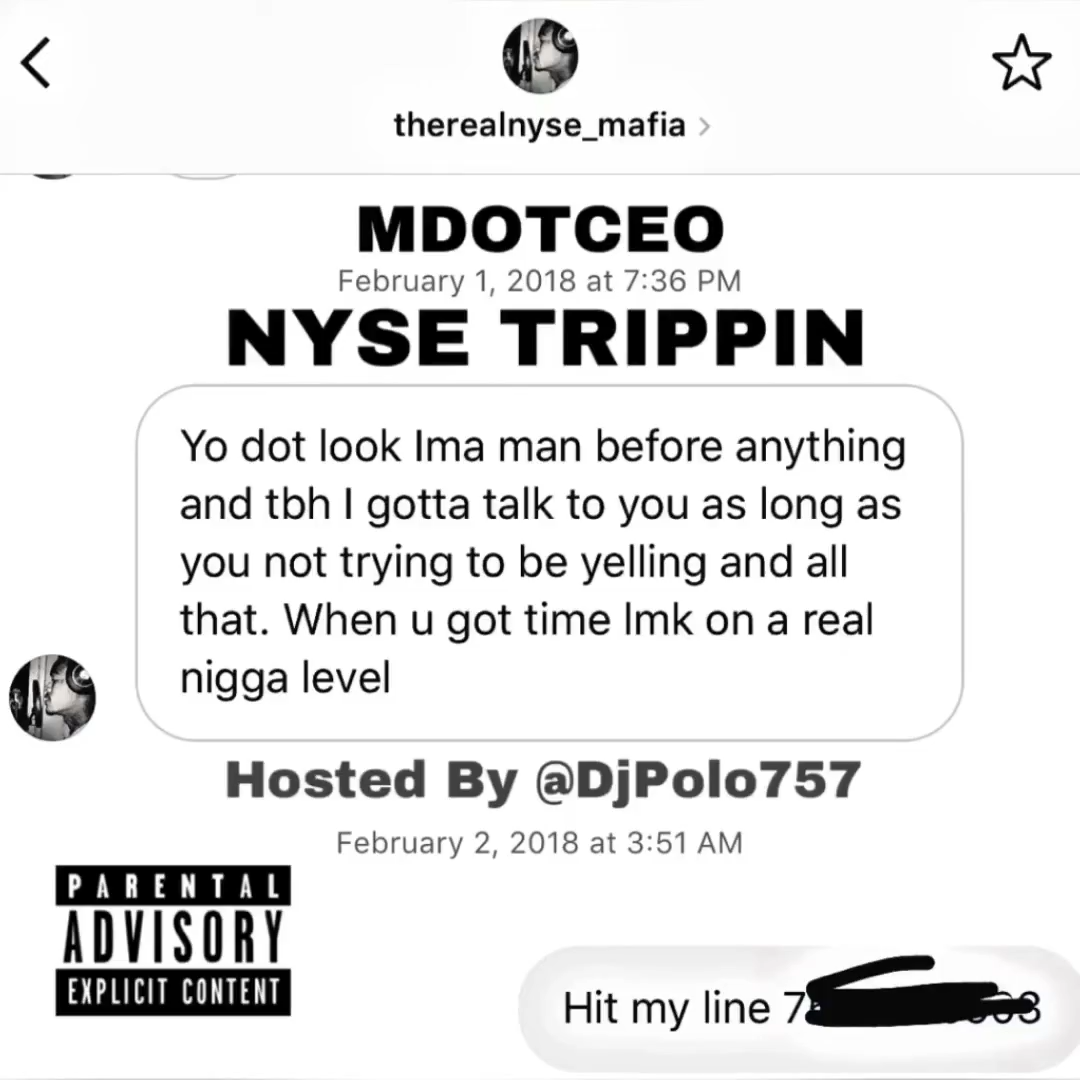 therealnyse_mafia
MDOTCEO
February 1, 2018 at 7:36 PM
NYSE TRIPPIN
Yo dot look Ima man before anything
and tbh I gotta talk to you as long as
you not trying to be yelling and all
that. When u got time lmk on a real
nigga level
Hosted By @DjPolo757
February 2, 2018 at 3:51 AM
PARENTAL
ADVISORY
EXPLICIT CONTENT
Hit my line 7